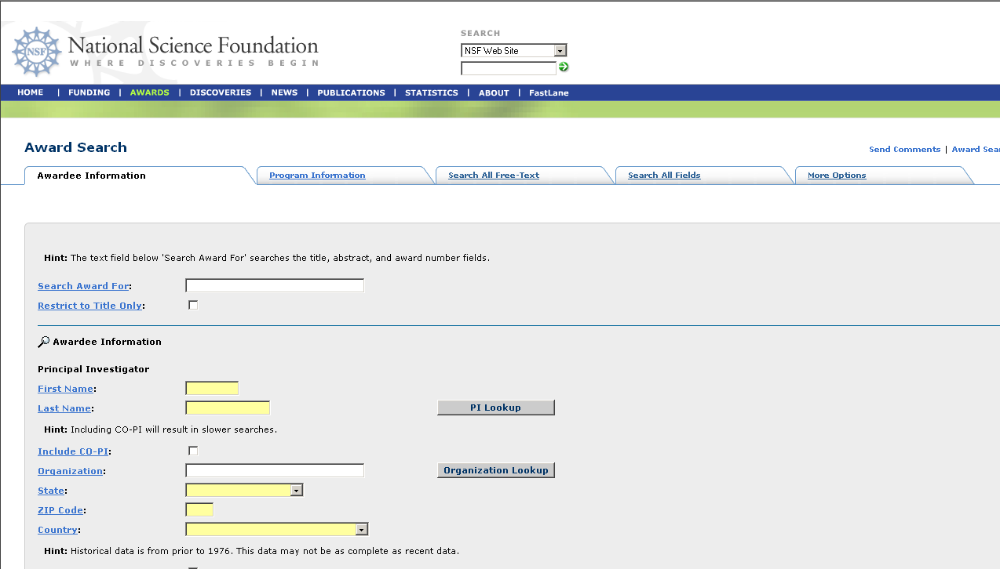 NSF
National Science Foundation
WHERE DISCOVERIES BEGIN
SEARCH
NSF Web Site
HOME | FUNDING | AWARDS | DISCOVERIES | NEWS | PUBLICATIONS | STATISTICS | ABOUT | FastLane
Award Search
Send Comments | Award Sear
Awardee Information
Program Information
Search All Free-Text
Search All Fields
More Options
Hint: The text field below 'Search Award For' searches the title, abstract, and award number fields.
Search Award For:
Restrict to Title Only:
Awardee Information
Principal Investigator
First Name:
Last Name:
PI Lookup
Hint: Including CO-PI will result in slower searches.
Include CO-PI:
Organization:
Organization Lookup
State:
ZIP Code:
Country:
Hint: Historical data is from prior to 1976. This data may not be as complete as recent data.